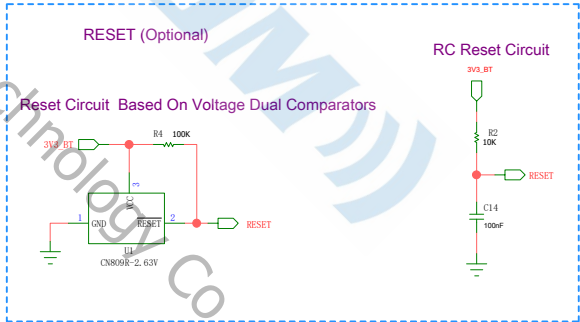 RESET (Optional)
RC Reset Circuit
3V3_BT
Reset Circuit Based On Voltage Dual Comparators
R4 100K
3V3_BT
R2
10K
RESET
3
VCC
1 GND RESET 2
RESET
U1
CN809R-2.63V
C14
100nF
chnology Co